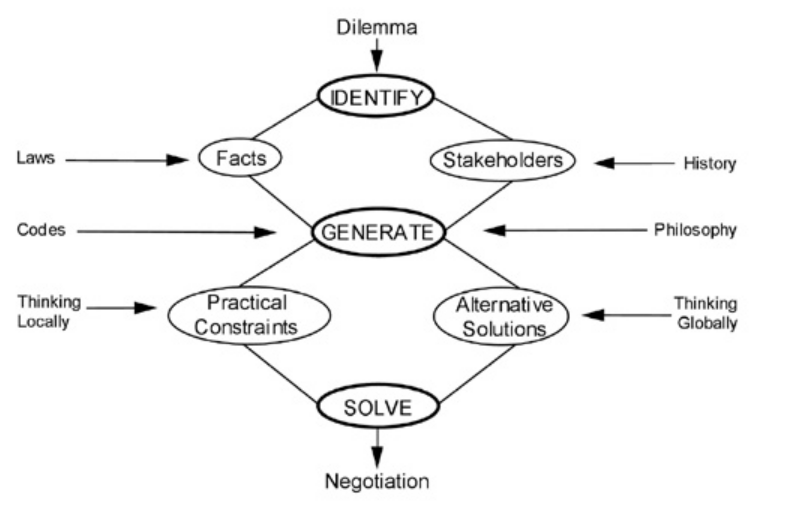 Dilemma
IDENTIFY
Laws
Facts
Stakeholders
History
Codes
GENERATE
Philosophy
Thinking
Locally
Practical
Constraints
Alternative
Solutions
Thinking
Globally
SOLVE
Negotiation